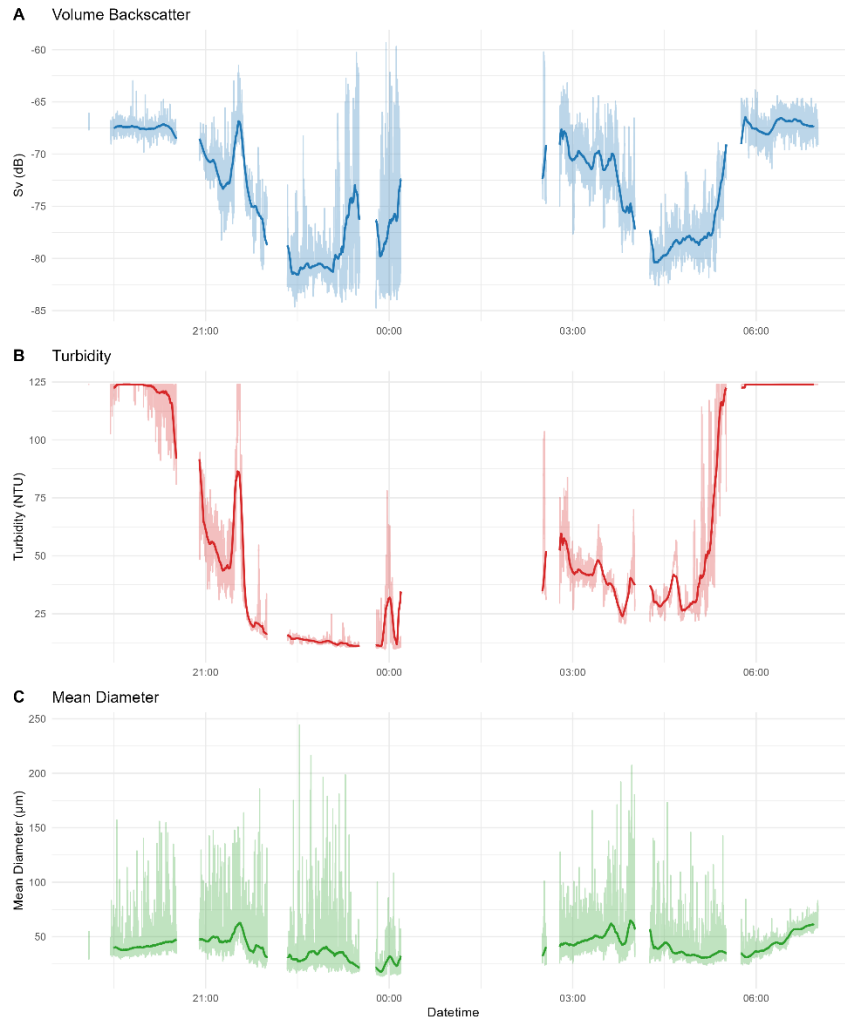 A Volume Backscatter
-60
-65
-70
-75
-80
-85
Sv (dB)
21:00 00:00 03:00 06:00
B Turbidity
125
100
75
50
25
Turbidity (NTU)
21:00 00:00 03:00 06:00
C Mean Diameter
250
200
150
100
50
Mean Diameter (µm)
21:00 00:00 03:00 06:00
Datetime